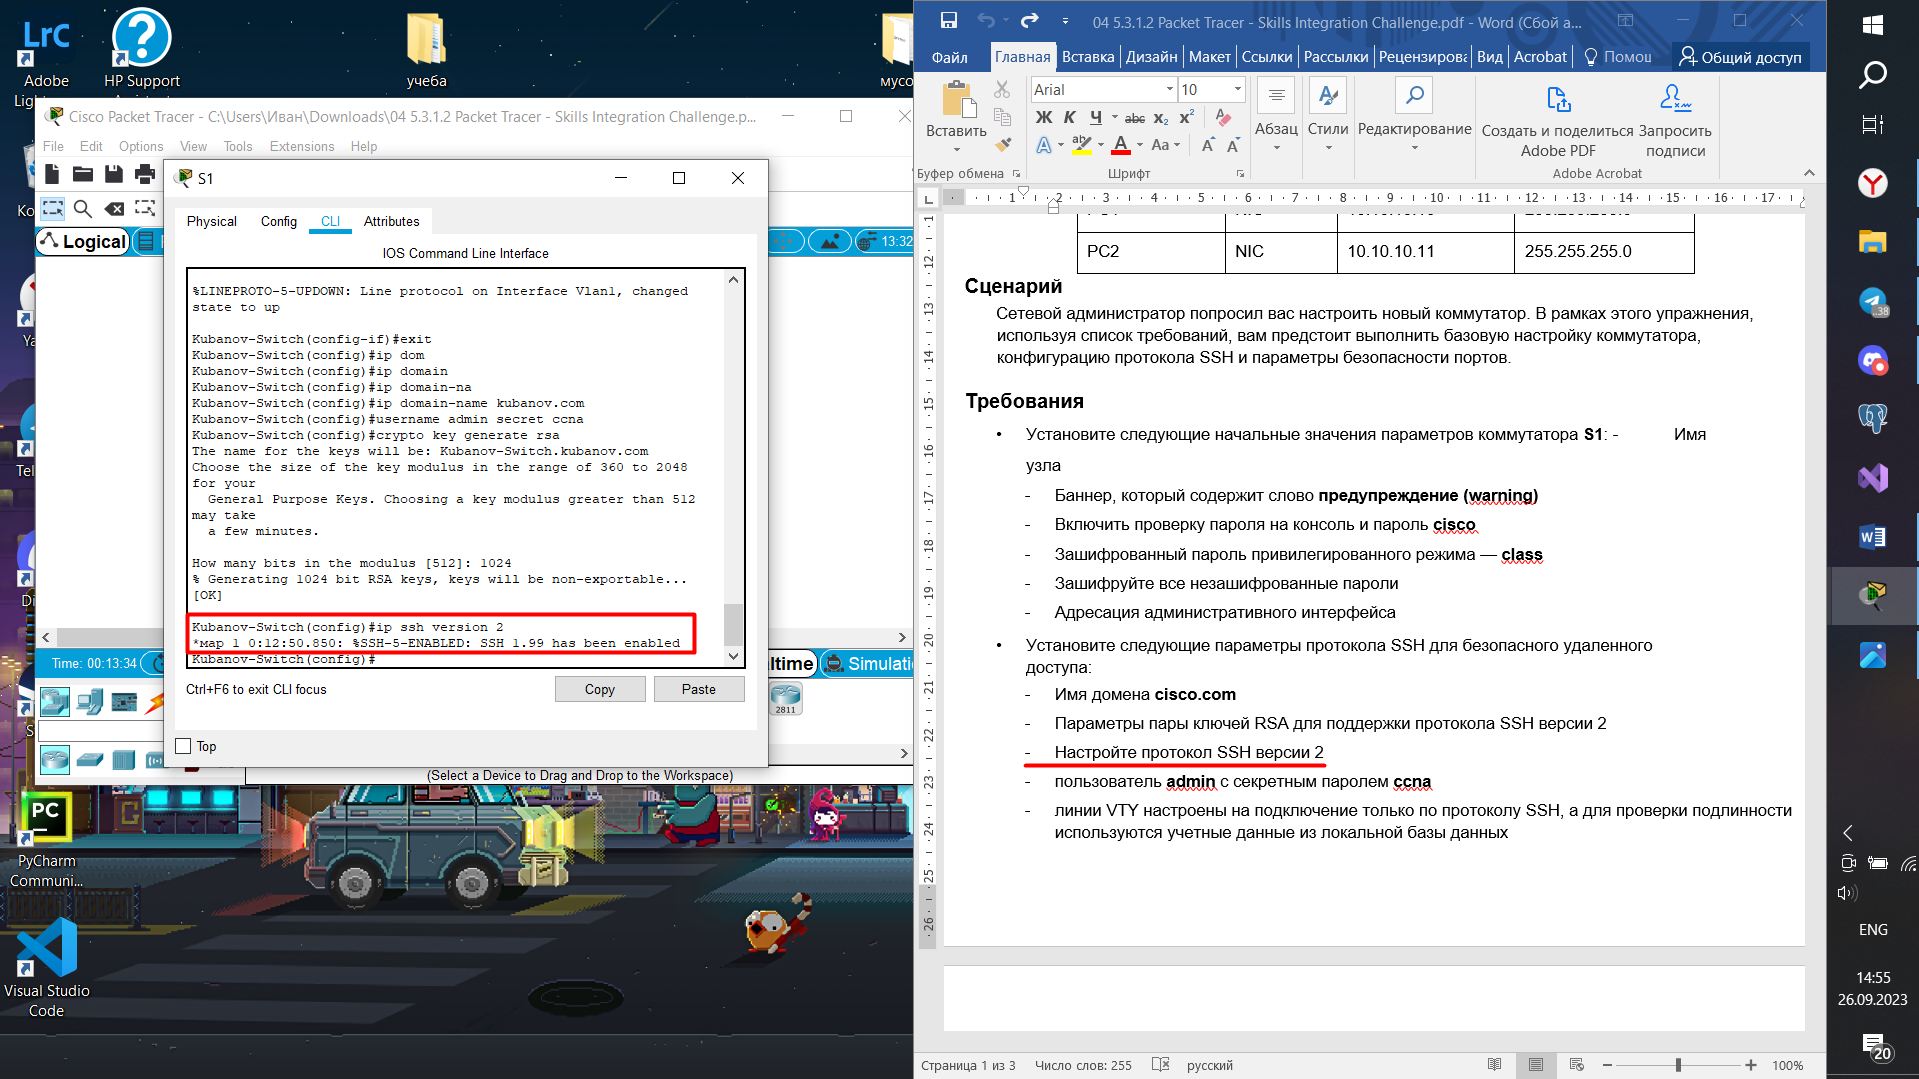 Adobe
HP Support
учеба
Cisco Packet Tracer - C:\Users\Иван\Downloads\04 5.3.1.2 Packet Tracer - Skills Integration Challenge.p...
File Edit Options View Tools Extensions Help
S1
Physical Config CLI Attributes
Logical
13:32
IOS Command Line Interface
%LINEPROTO-5-UPDOWN: Line protocol on Interface Vlan1, changed
state to up
Kubanov-Switch(config-if)#exit
Kubanov-Switch(config)#ip dom
Kubanov-Switch(config)#ip domain
Kubanov-Switch(config)#ip domain-na
Kubanov-Switch(config)#ip domain-name kubanov.com
Kubanov-Switch(config)#username admin secret ccna
Kubanov-Switch(config)#crypto key generate rsa
The name for the keys will be: Kubanov-Switch.kubanov.com
Choose the size of the key modulus in the range of 360 to 2048
for your
General Purpose Keys. Choosing a key modulus greater than 512
may take
a few minutes.
How many bits in the modulus [512]: 1024
% Generating 1024 bit RSA keys, keys will be non-exportable...
[OK]
Kubanov-Switch(config)#ip ssh version 2
*мар 1 0:12:50.850: %SSH-5-ENABLED: SSH 1.99 has been enabled
Kubanov-Switch(config)#
Ctrl+F6 to exit CLI focus
Copy Paste
Top
Time: 00:13:34
2811
(Select a Device to Drag and Drop to the Workspace)
PyCharm
Communi...
Visual Studio
Code
04 5.3.1.2 Packet Tracer - Skills Integration Challenge.pdf - Word (Сбой а...
Файл Главная Вставка Дизайн Макет Ссылки Рассылки Рецензирова Вид Acrobat Помощ Общий доступ
Arial 10
Вставить
Ж К Ч abc x₂ x²
Aa
Абзац Стили Редактирование
Создать и поделиться Adobe PDF
Запросить подписи
Буфер обмена Шрифт Adobe Acrobat
PC2 NIC 10.10.10.11 255.255.255.0
Сценарий
Сетевой администратор попросил вас настроить новый коммутатор. В рамках этого упражнения,
используя список требований, вам предстоит выполнить базовую настройку коммутатора,
конфигурацию протокола SSH и параметры безопасности портов.
Требования
• Установите следующие начальные значения параметров коммутатора S1: - Имя
узла
- Баннер, который содержит слово предупреждение (warning)
- Включить проверку пароля на консоль и пароль cisco
- Зашифрованный пароль привилегированного режима — class
- Зашифруйте все незашифрованные пароли
- Адресация административного интерфейса
• Установите следующие параметры протокола SSH для безопасного удаленного
доступа:
- Имя домена cisco.com
- Параметры пары ключей RSA для поддержки протокола SSH версии 2
- Настройте протокол SSH версии 2
- пользователь admin с секретным паролем ccna
- линии VTY настроены на подключение только по протоколу SSH, а для проверки подлинности
используются учетные данные из локальной базы данных
Страница 1 из 3 Число слов: 255 русский 100%
ENG
14:55
26.09.2023
20